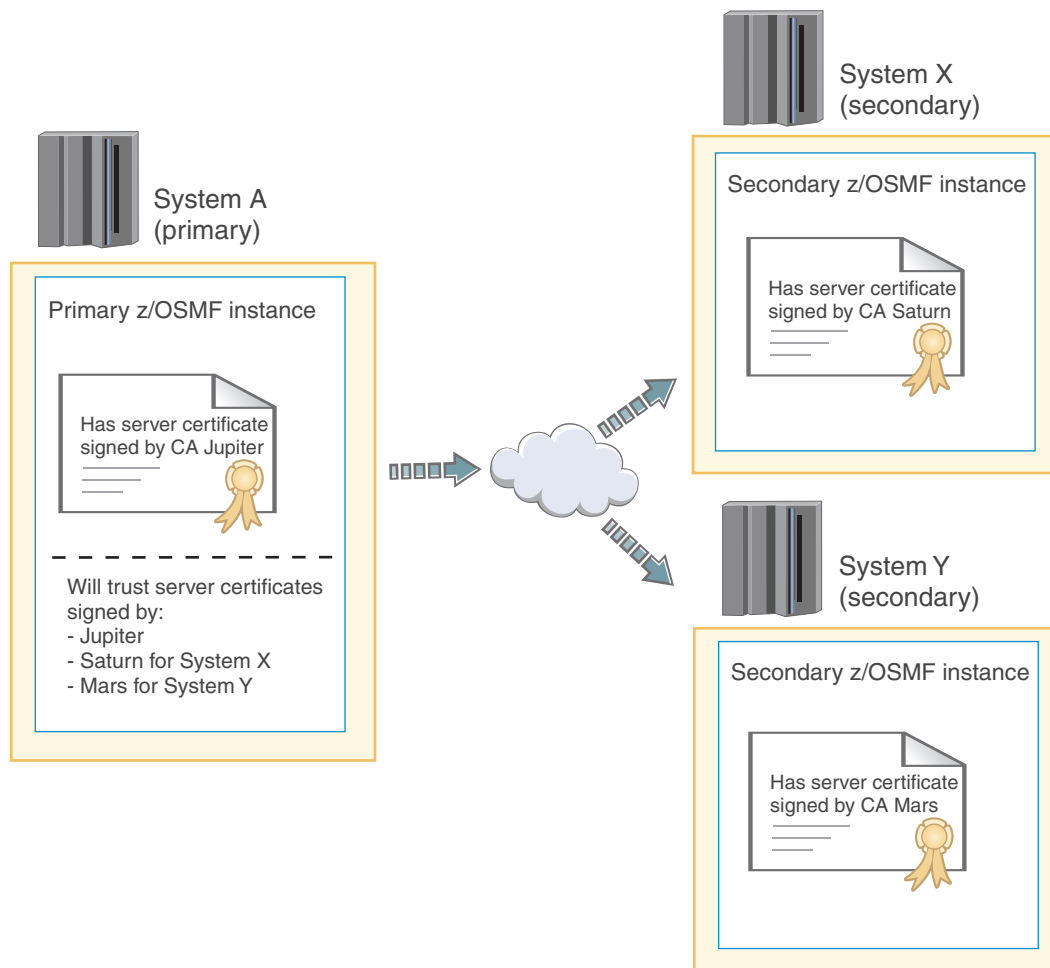 System A
(primary)
Primary z/OSMF instance
Has server certificate
signed by CA Jupiter
Will trust server certificates
signed by:
- Jupiter
- Saturn for System X
- Mars for System Y
System X
(secondary)
Secondary z/OSMF instance
Has server certificate
signed by CA Saturn
System Y
(secondary)
Secondary z/OSMF instance
Has server certificate
signed by CA Mars